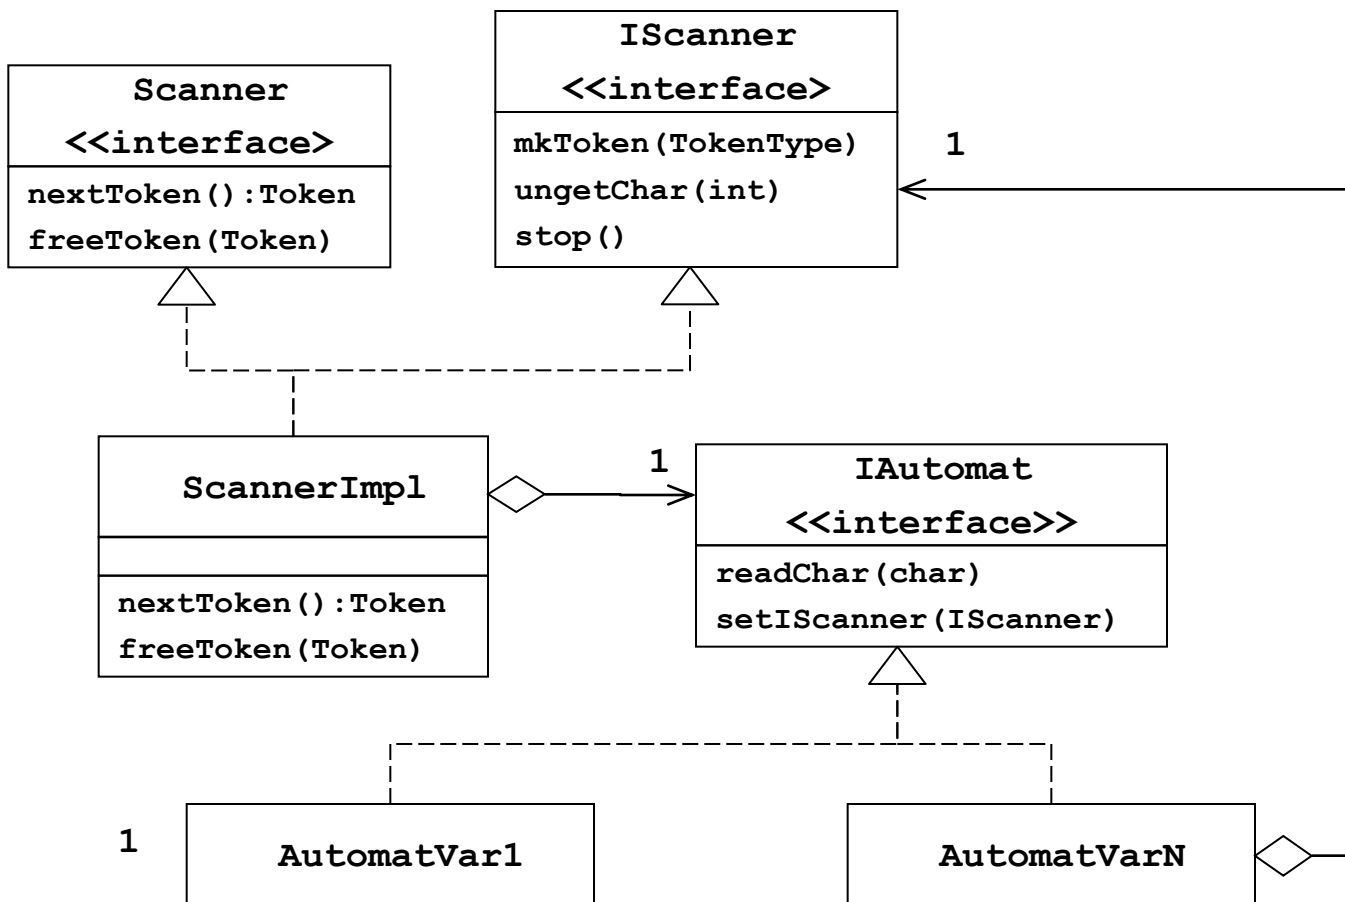 IScanner
<<interface>
mkToken(TokenType)
ungetChar(int)
stop()
1
Scanner
<<interface>
nextToken():Token
freeToken(Token)
ScannerImpl
nextToken():Token
freeToken(Token)
1
IAutomat
<<interface>>
readChar(char)
setIScanner(IScanner)
1
AutomatVar1
AutomatVarN